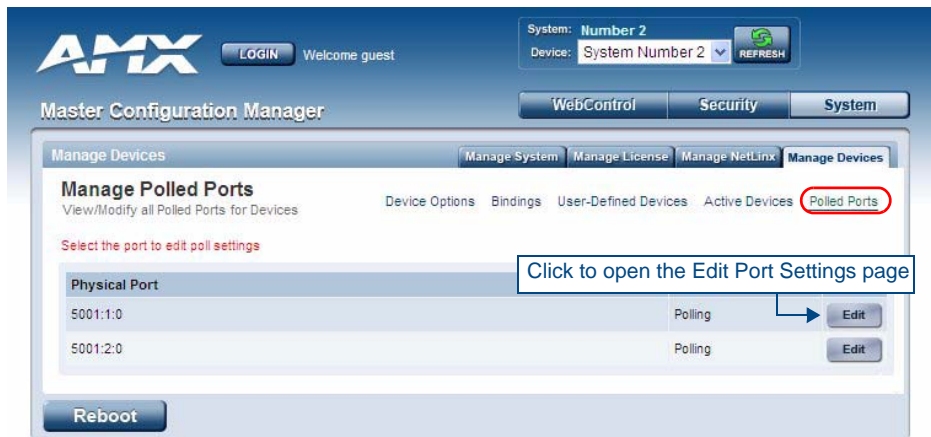 AMX
LOGIN Welcome guest
System: Number 2
Device: System Number 2
REFRESH
Master Configuration Manager
WebControl Security System
Manage Devices
Manage System Manage License Manage NetLinx Manage Devices
Manage Polled Ports
View/Modify all Polled Ports for Devices
Device Options Bindings User-Defined Devices Active Devices Polled Ports
Select the port to edit poll settings
Click to open the Edit Port Settings page
Physical Port
5001:1:0 Polling Edit
5001:2:0 Polling Edit
Reboot